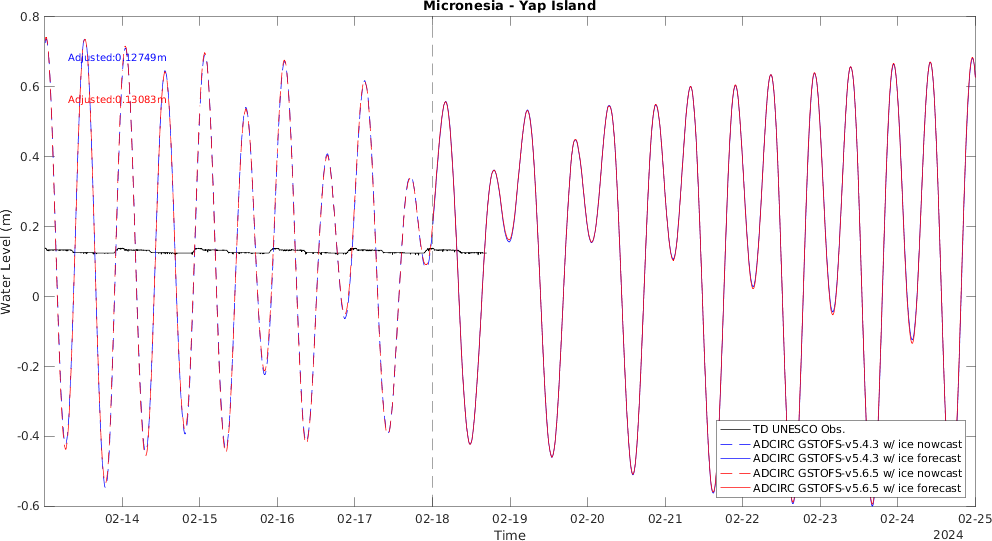 Micronesia - Yap Island
Adjusted:0.12749m
Adjusted:0.13083m
Water Level (m)
0.8
0.6
0.4
0.2
0
-0.2
-0.4
-0.6
TD UNESCO Obs.
ADCIRC GSTOFS-v5.4.3 w/ ice nowcast
ADCIRC GSTOFS-v5.4.3 w/ ice forecast
ADCIRC GSTOFS-v5.6.5 w/ ice nowcast
ADCIRC GSTOFS-v5.6.5 w/ ice forecast
02-14 02-15 02-16 02-17 02-18 02-19 02-20 02-21 02-22 02-23 02-24 02-25
Time
2024